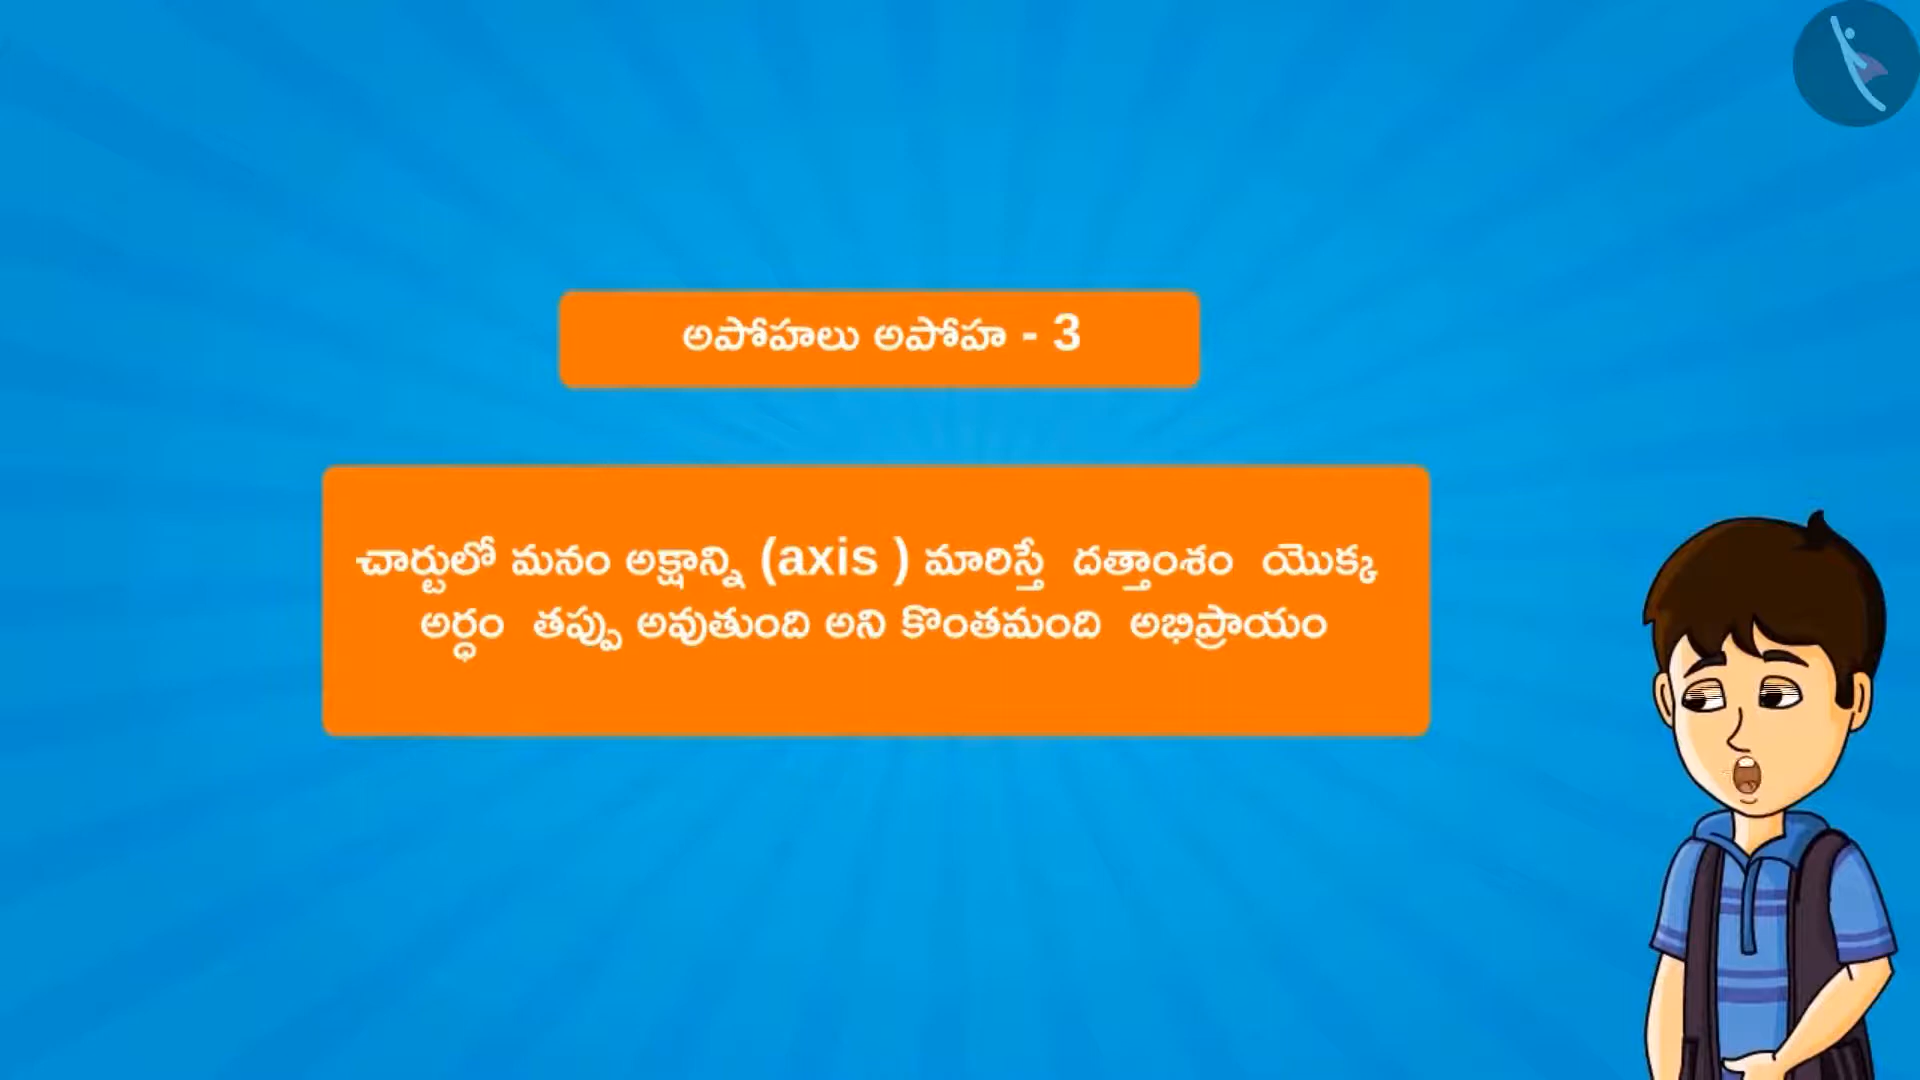 అపోహలు అపోహ - 3
చార్టులో మనం అక్షాన్ని (axis ) మారిస్తే దత్తాంశం యొక్క
అర్ధం తప్పు అవుతుంది అని కొంతమంది అభిప్రాయం